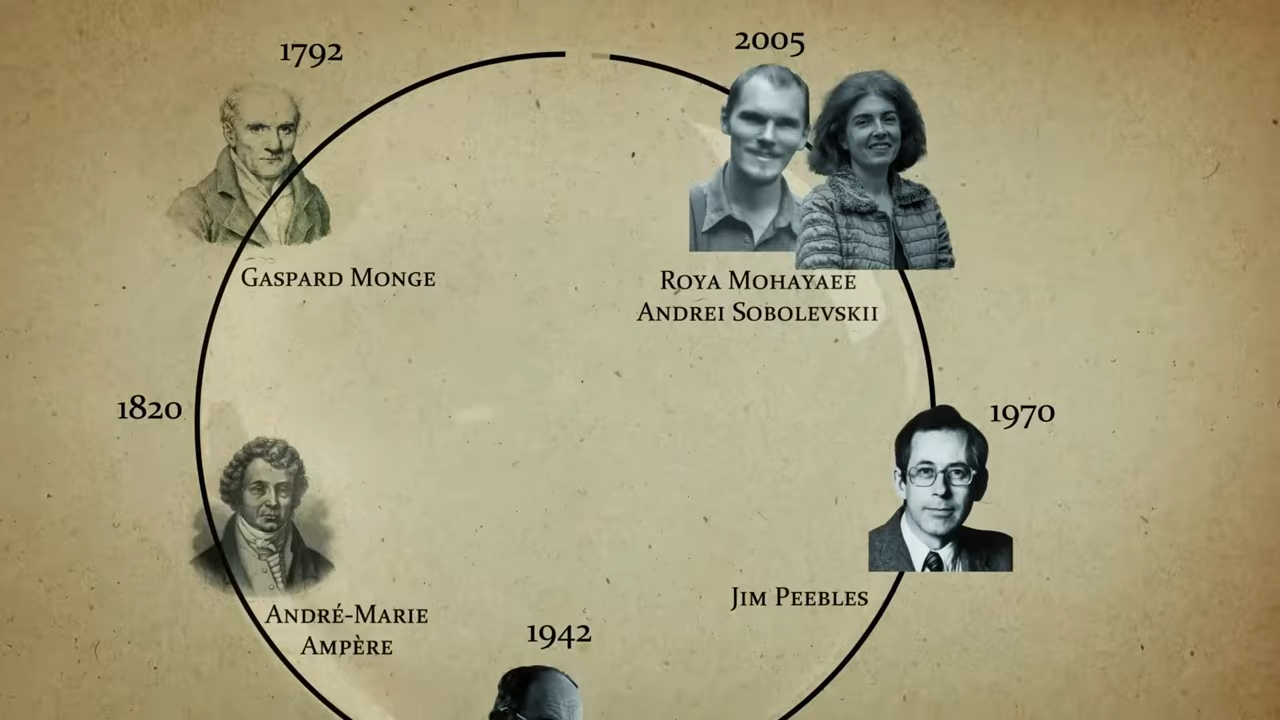 1792
Gaspard Monge
2005
Roya Mohayaee
Andrei Sobolevskii
1820
André-Marie
Ampère
1970
Jim Peebles
1942